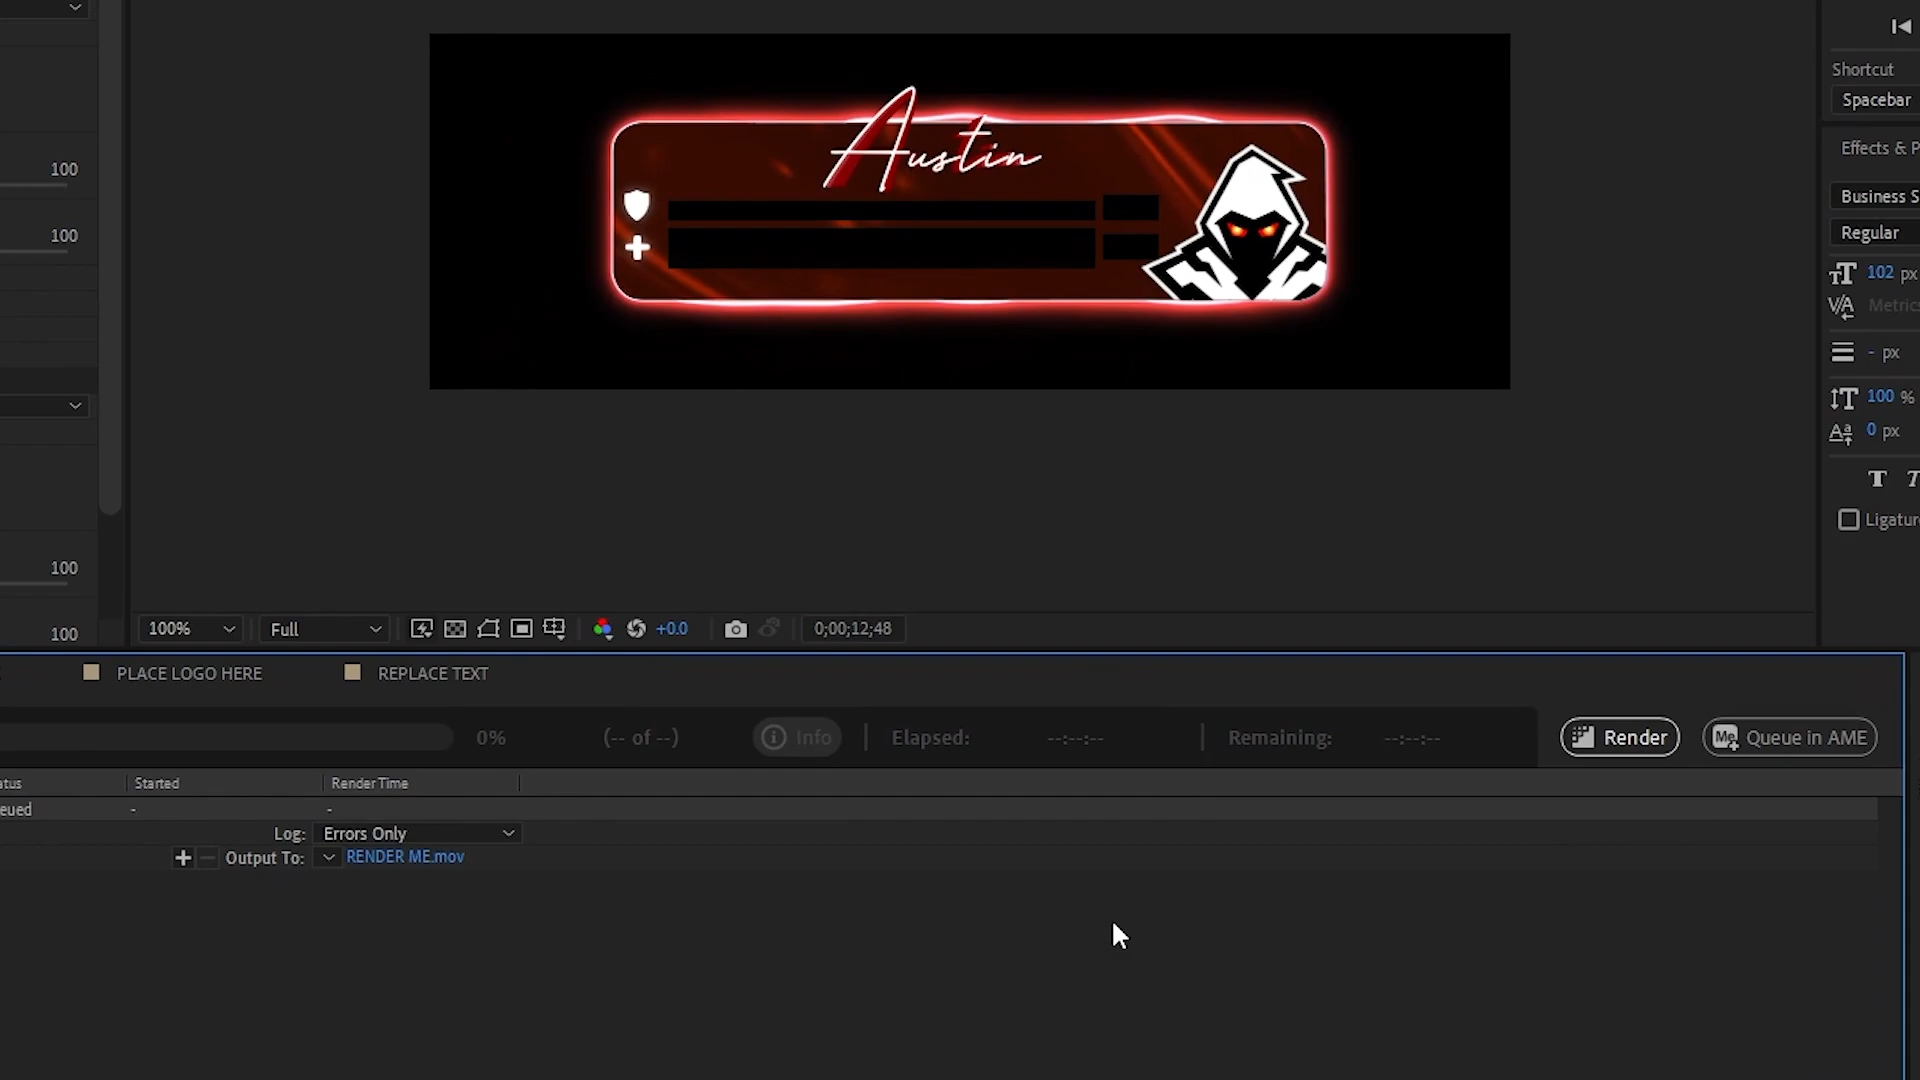 Austin
Shortcut
Spacebar
100
Effects & P
Business S
100
Regular
102 px
Metrics
- px
100 %
0 px
T T
Ligatur
100
100
100% Full +0.0 0;00;12;48
PLACE LOGO HERE REPLACE TEXT
0% (-- of --) Info Elapsed: --:--:-- Remaining: --:--:-- Render Me Queue in AME
atus Started Render Time
eued - -
Log: Errors Only
Output To: RENDER ME.mov